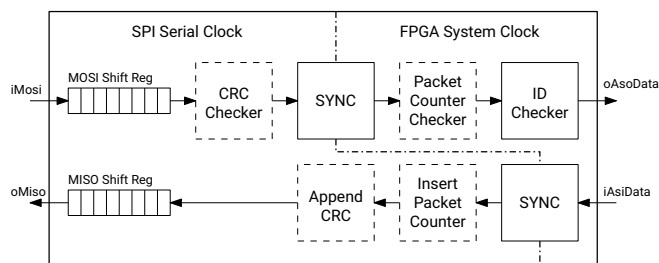 SPI Serial Clock
FPGA System Clock
iMosi
MOSI Shift Reg
CRC
Checker
SYNC
Packet
Counter
Checker
ID
Checker
oAsoData
oMiso
MISO Shift Reg
Append
CRC
Insert
Packet
Counter
SYNC
iAsiData